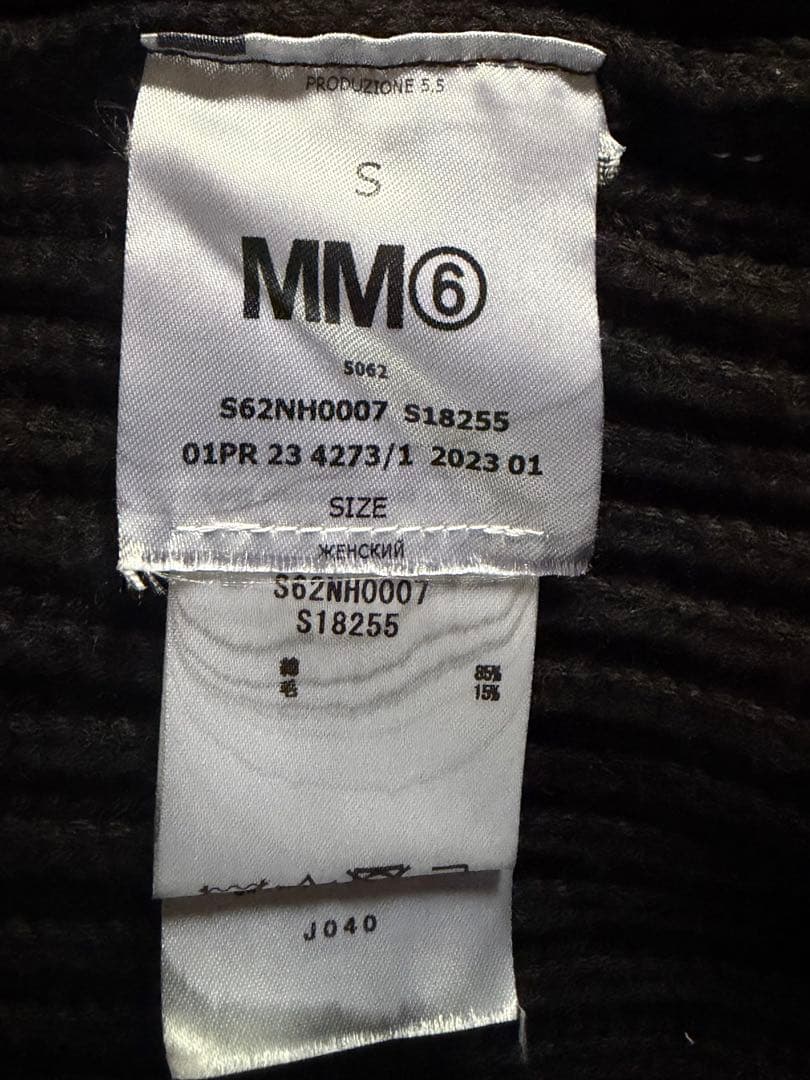 PRODUZIONE 5.5
S
MM⑥
S062
S62NH0007 S18255
01PR 23 4273/1 2023 01
SIZE
ЖЕНСКИЙ
S62NH0007
S18255
綿 85%
毛 15%
J040